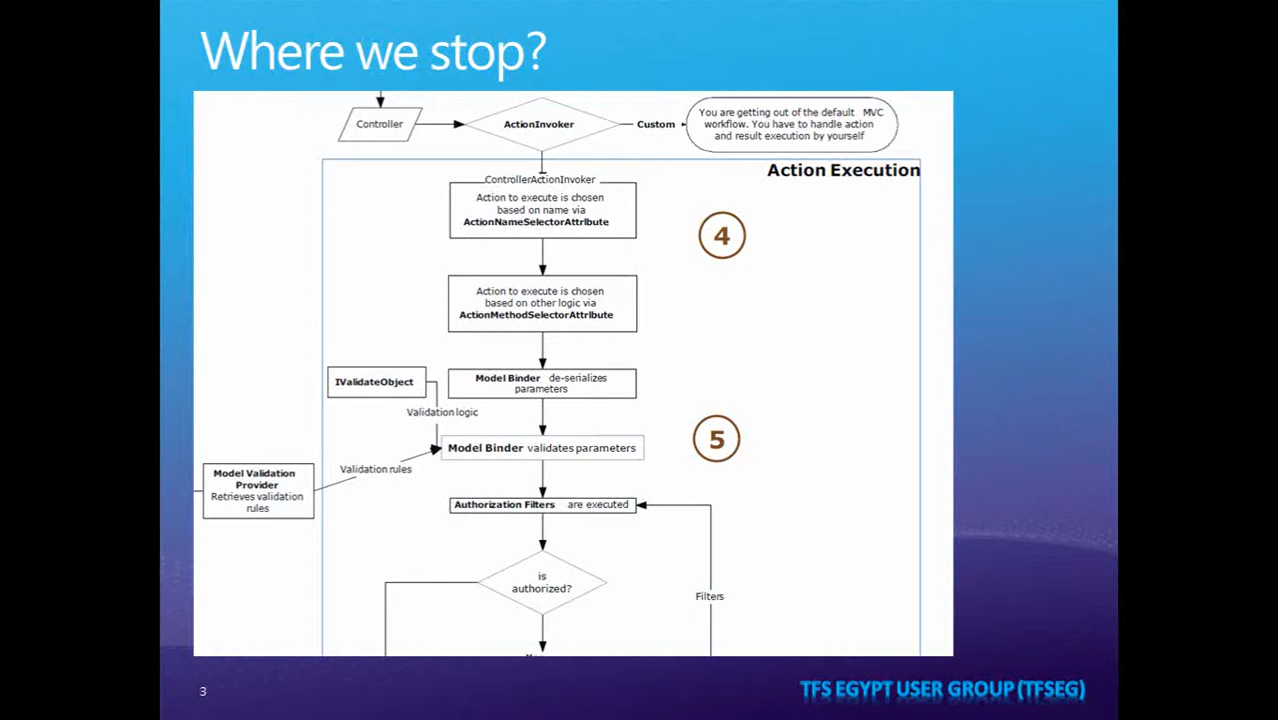 Where we stop?
Controller
ActionInvoker
Custom
You are getting out of the default MVC
workflow. You have to handle action
and result execution by yourself
Action Execution
ControllerActionInvoker
Action to execute is chosen
based on name via
ActionNameSelectorAttribute
4
Action to execute is chosen
based on other logic via
ActionMethodSelectorAttribute
IValidateObject
Model Binder de-serializes
parameters
Validation logic
5
Model Binder validates parameters
Validation rules
Model Validation
Provider
Retrieves validation
rules
Authorization Filters are executed
is
authorized?
Filters
3
TFS EGYPT USER GROUP (TFSEG)